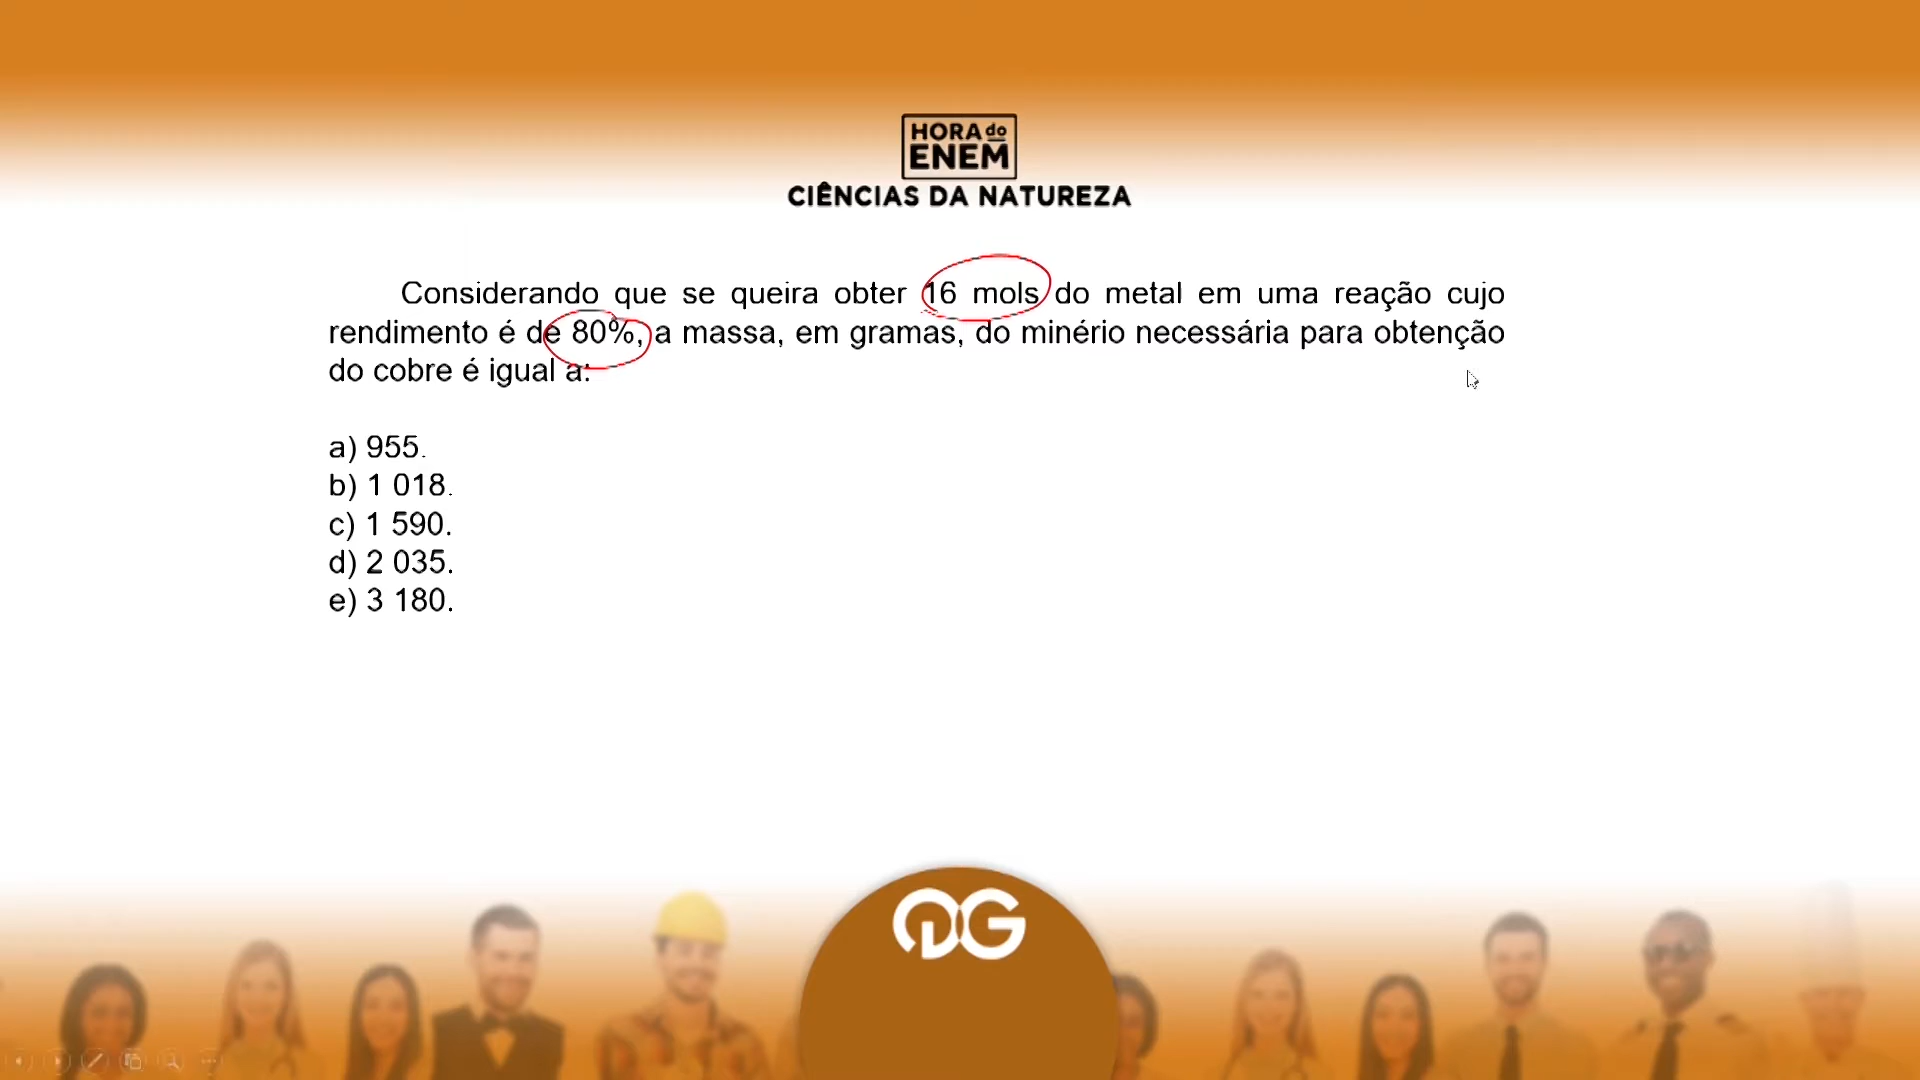 HORA do
ENEM
CIÊNCIAS DA NATUREZA
Considerando que se queira obter 16 mols do metal em uma reação cujo
rendimento é de 80%, a massa, em gramas, do minério necessária para obtenção
do cobre é igual a:
a) 955.
b) 1 018.
c) 1 590.
d) 2 035.
e) 3 180.
DG